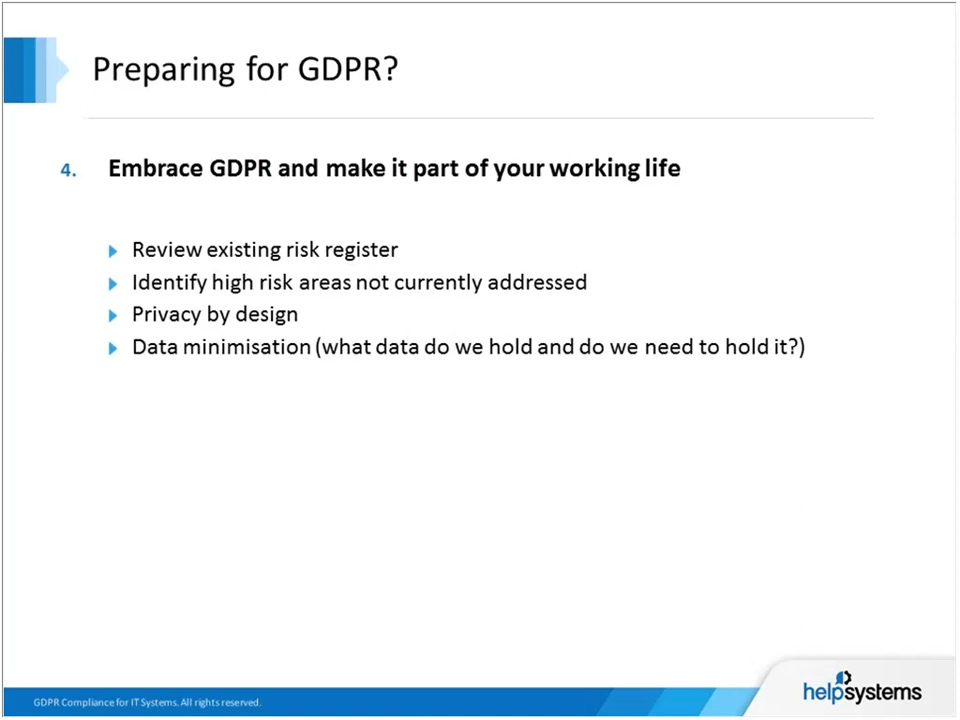 Preparing for GDPR?
4. Embrace GDPR and make it part of your working life
Review existing risk register
Identify high risk areas not currently addressed
Privacy by design
Data minimisation (what data do we hold and do we need to hold it?)
GDPR Compliance for IT Systems. All rights reserved.
helpsystems